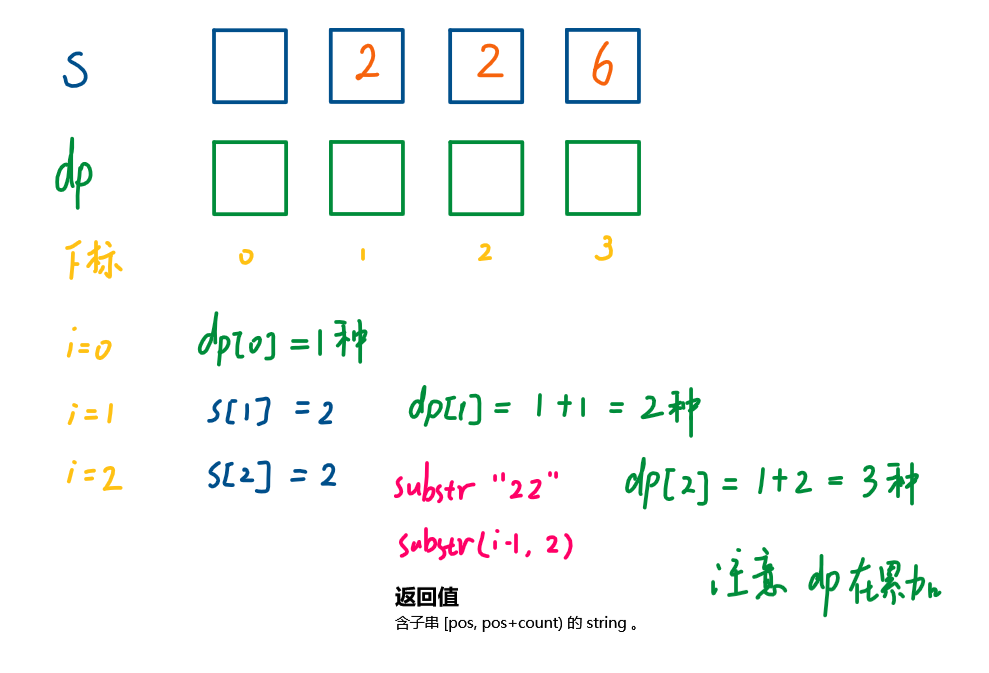 s 2 2 6
dp
下标 0 1 2 3
i=0 dp[0]=1种
i=1 s[1]=2 dp[1]=1+1=2种
i=2 s[2]=2 substr "22" dp[2]=1+2=3种
substr(i-1, 2)
注意 dp在累加
返回值
含子串 [pos, pos+count) 的 string 。